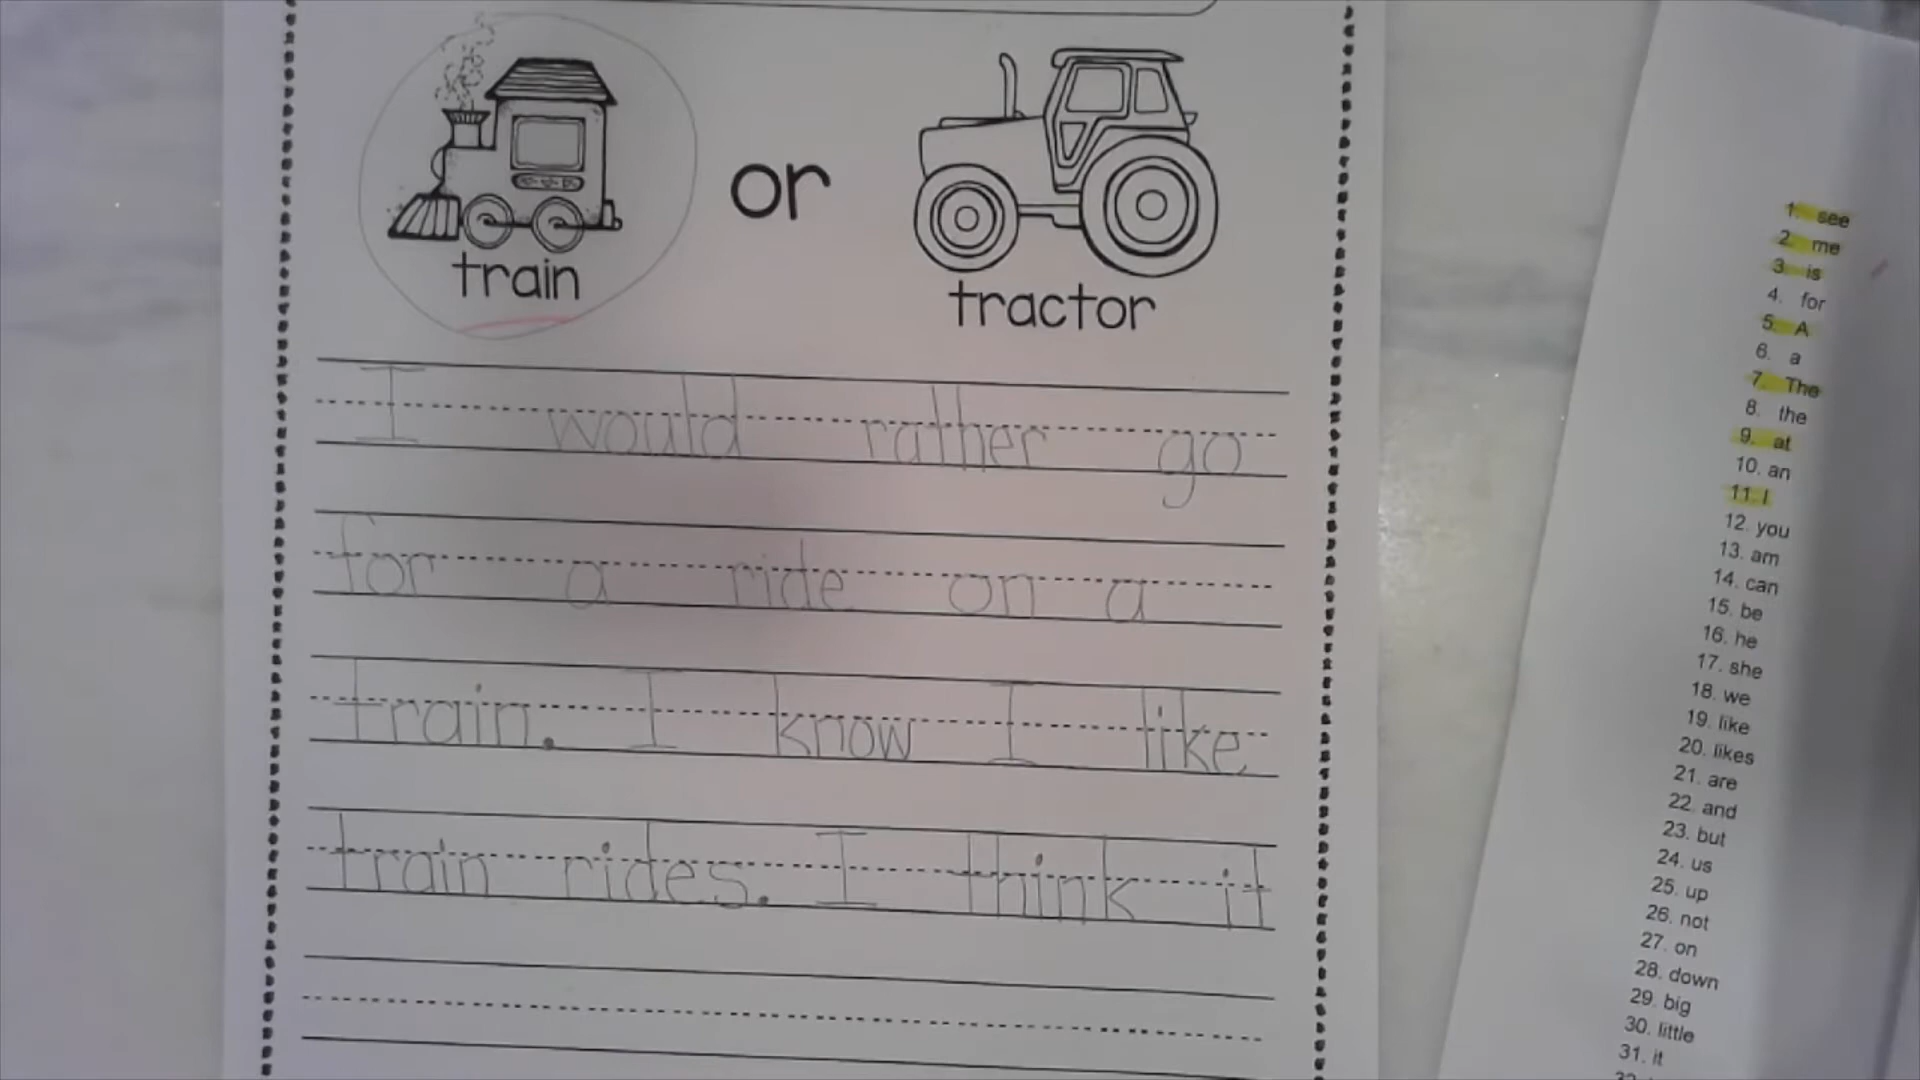 train
or
tractor
I would rather go
for a ride on a
train. I know I like
train rides. I think it
1. see
2. me
3. is
4. for
5. A
6. a
7. The
8. the
9. at
10. an
11. I
12. you
13. am
14. can
15. be
16. he
17. she
18. we
19. like
20. likes
21. are
22. and
23. but
24. us
25. up
26. not
27. on
28. down
29. big
30. little
31. it